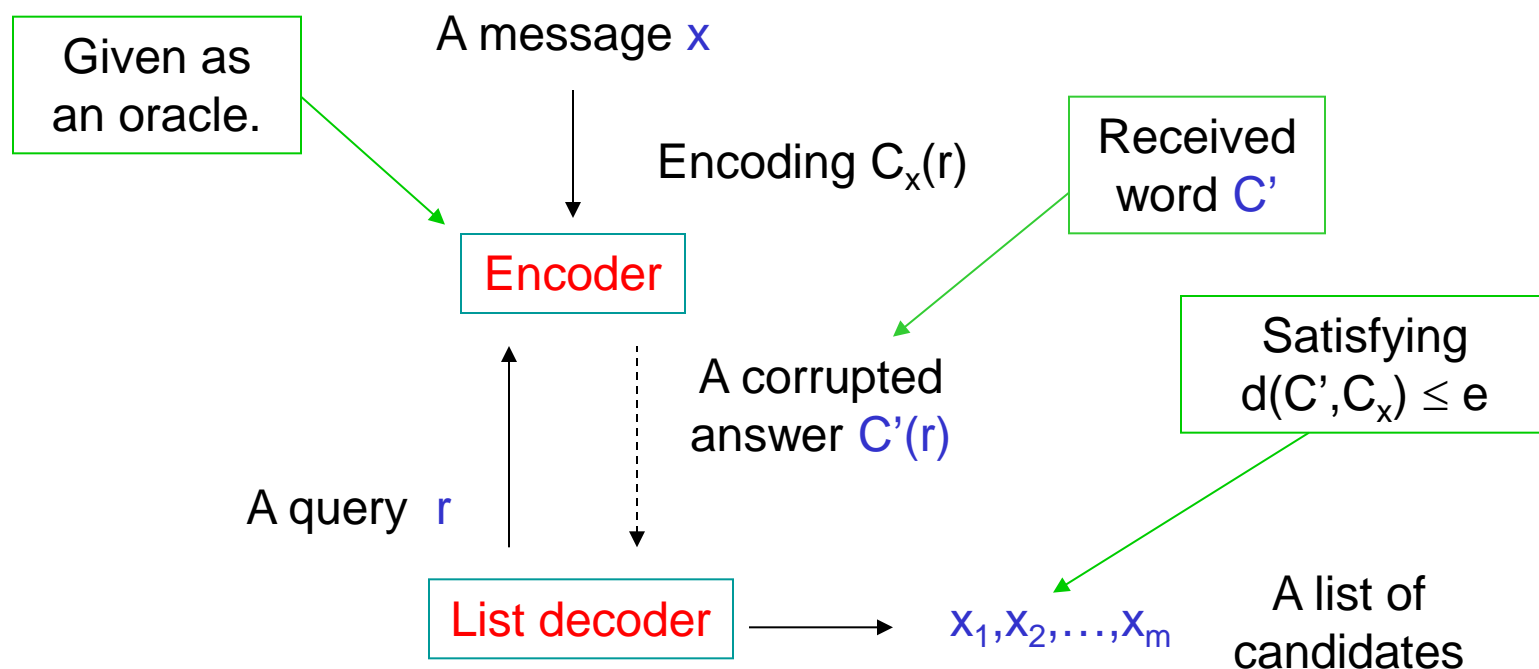 Given as
an oracle.
A message x
Encoding Cₓ(r)
Received
word C’
Encoder
Satisfying
d(C’,Cₓ) ≤ e
A corrupted
answer C’(r)
A query r
List decoder
x₁,x₂,…,xₘ
A list of
candidates